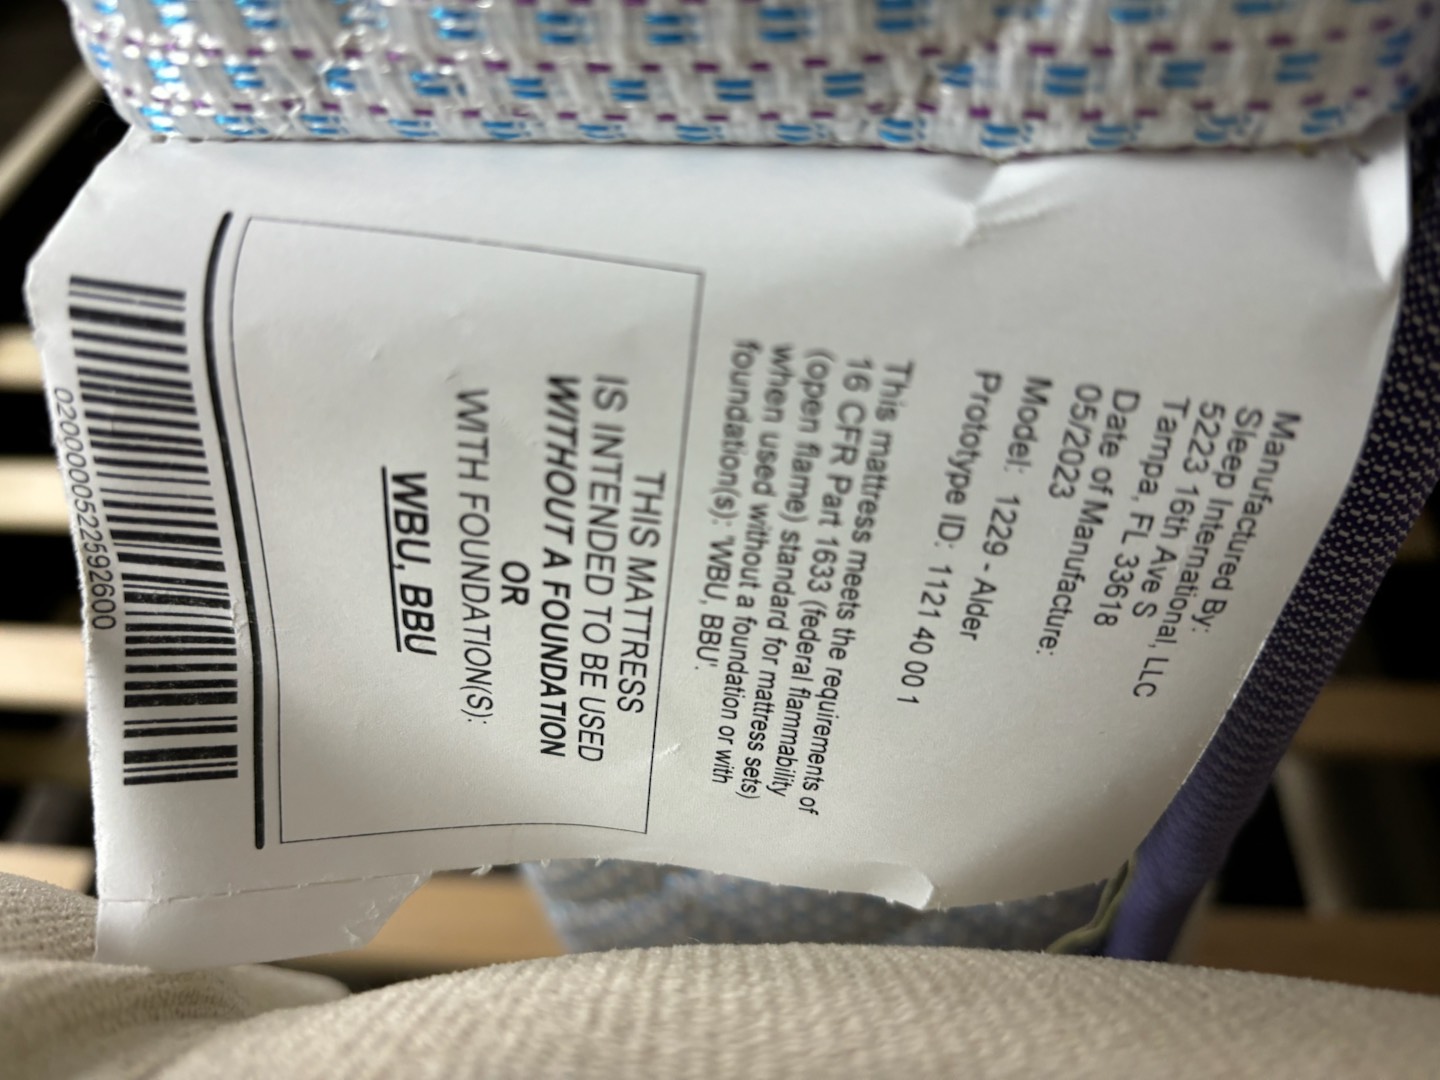 Manufactured By:
Sleep International, LLC
5223 16th Ave S
Tampa, FL 33618
Date of Manufacture:
05/2023
Model: 1229 - Alder
Prototype ID: 1121 40 00 1
This mattress meets the requirements of
16 CFR Part 1633 (federal flammability
(open flame) standard for mattress sets)
when used without a foundation or with
foundation(s): 'WBU, BBU'.
THIS MATTRESS
IS INTENDED TO BE USED
WITHOUT A FOUNDATION
OR
WITH FOUNDATION(S):
WBU, BBU
02000005225592600